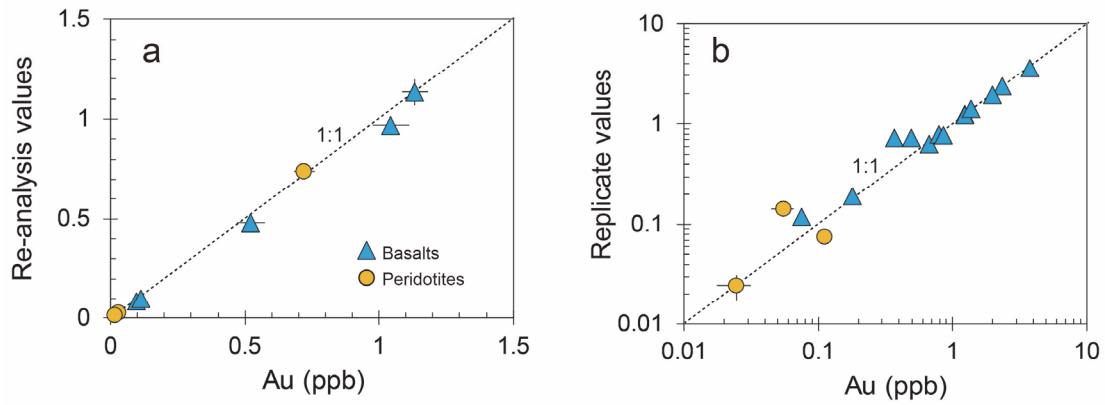 a
1.5
1
0.5
0
0
0.5
1
1.5
Re-analysis values
Au (ppb)
1:1
Basalts
Peridotites
b
10
1
0.1
0.01
0.01
0.1
1
10
Replicate values
Au (ppb)
1:1